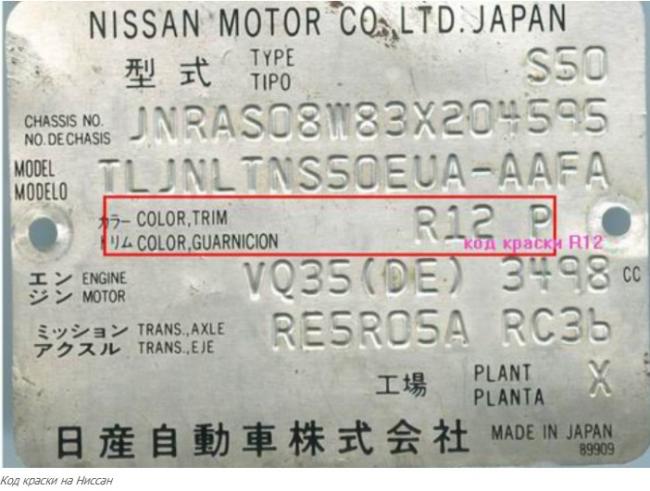 NISSAN MOTOR CO.,LTD.JAPAN
型式 TYPE TIPO S50
CHASSIS NO. NO.DE CHASIS JNRAS08W83X204595
MODEL MODELO TLJNLTNS50EUA-AAFA
カラー COLOR,TRIM R12 P
トリム COLOR,GUARNICION код краски R12
エンジン ENGINE MOTOR VQ35(DE) 3498 CC
ミッション TRANS.,AXLE RE5R05A RC36
アクスル TRANS.,EJE
工場 PLANT PLANTA X
日産自動車株式会社 MADE IN JAPAN
89909
Код краски на Ниссан